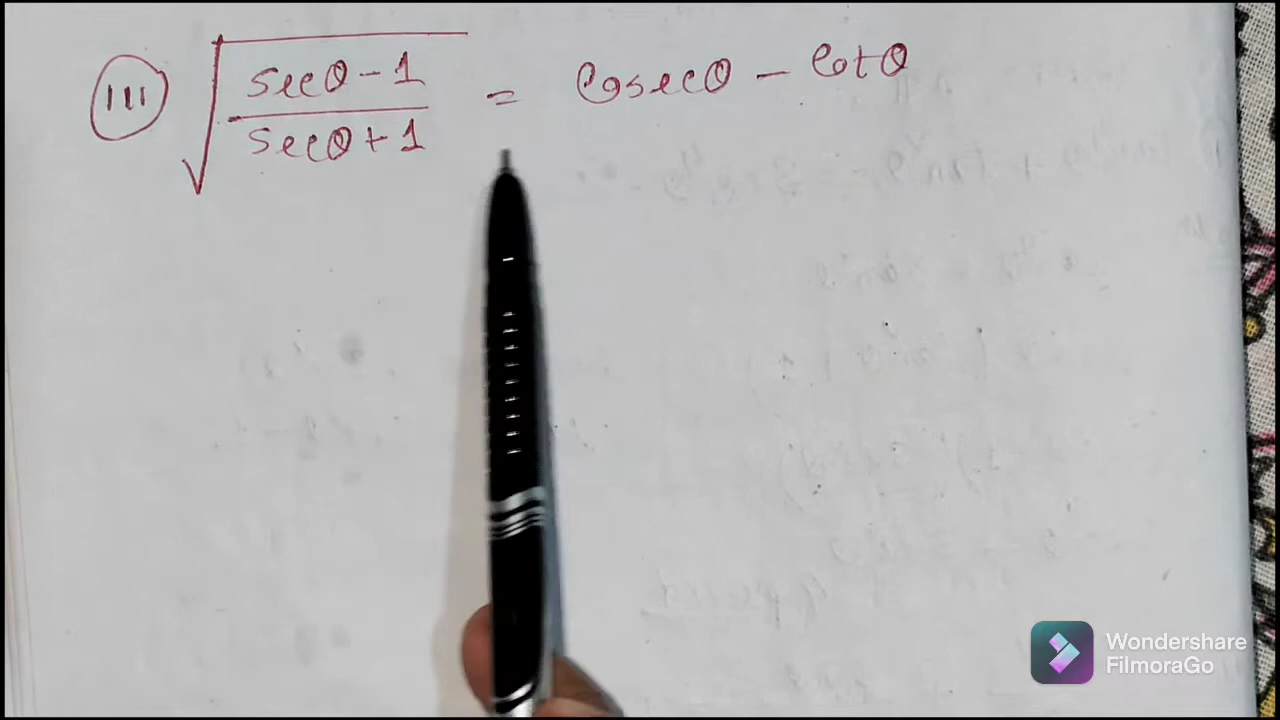 III √((secθ - 1)/(secθ + 1)) = Cosecθ - Cotθ
Wondershare
FilmoraGo